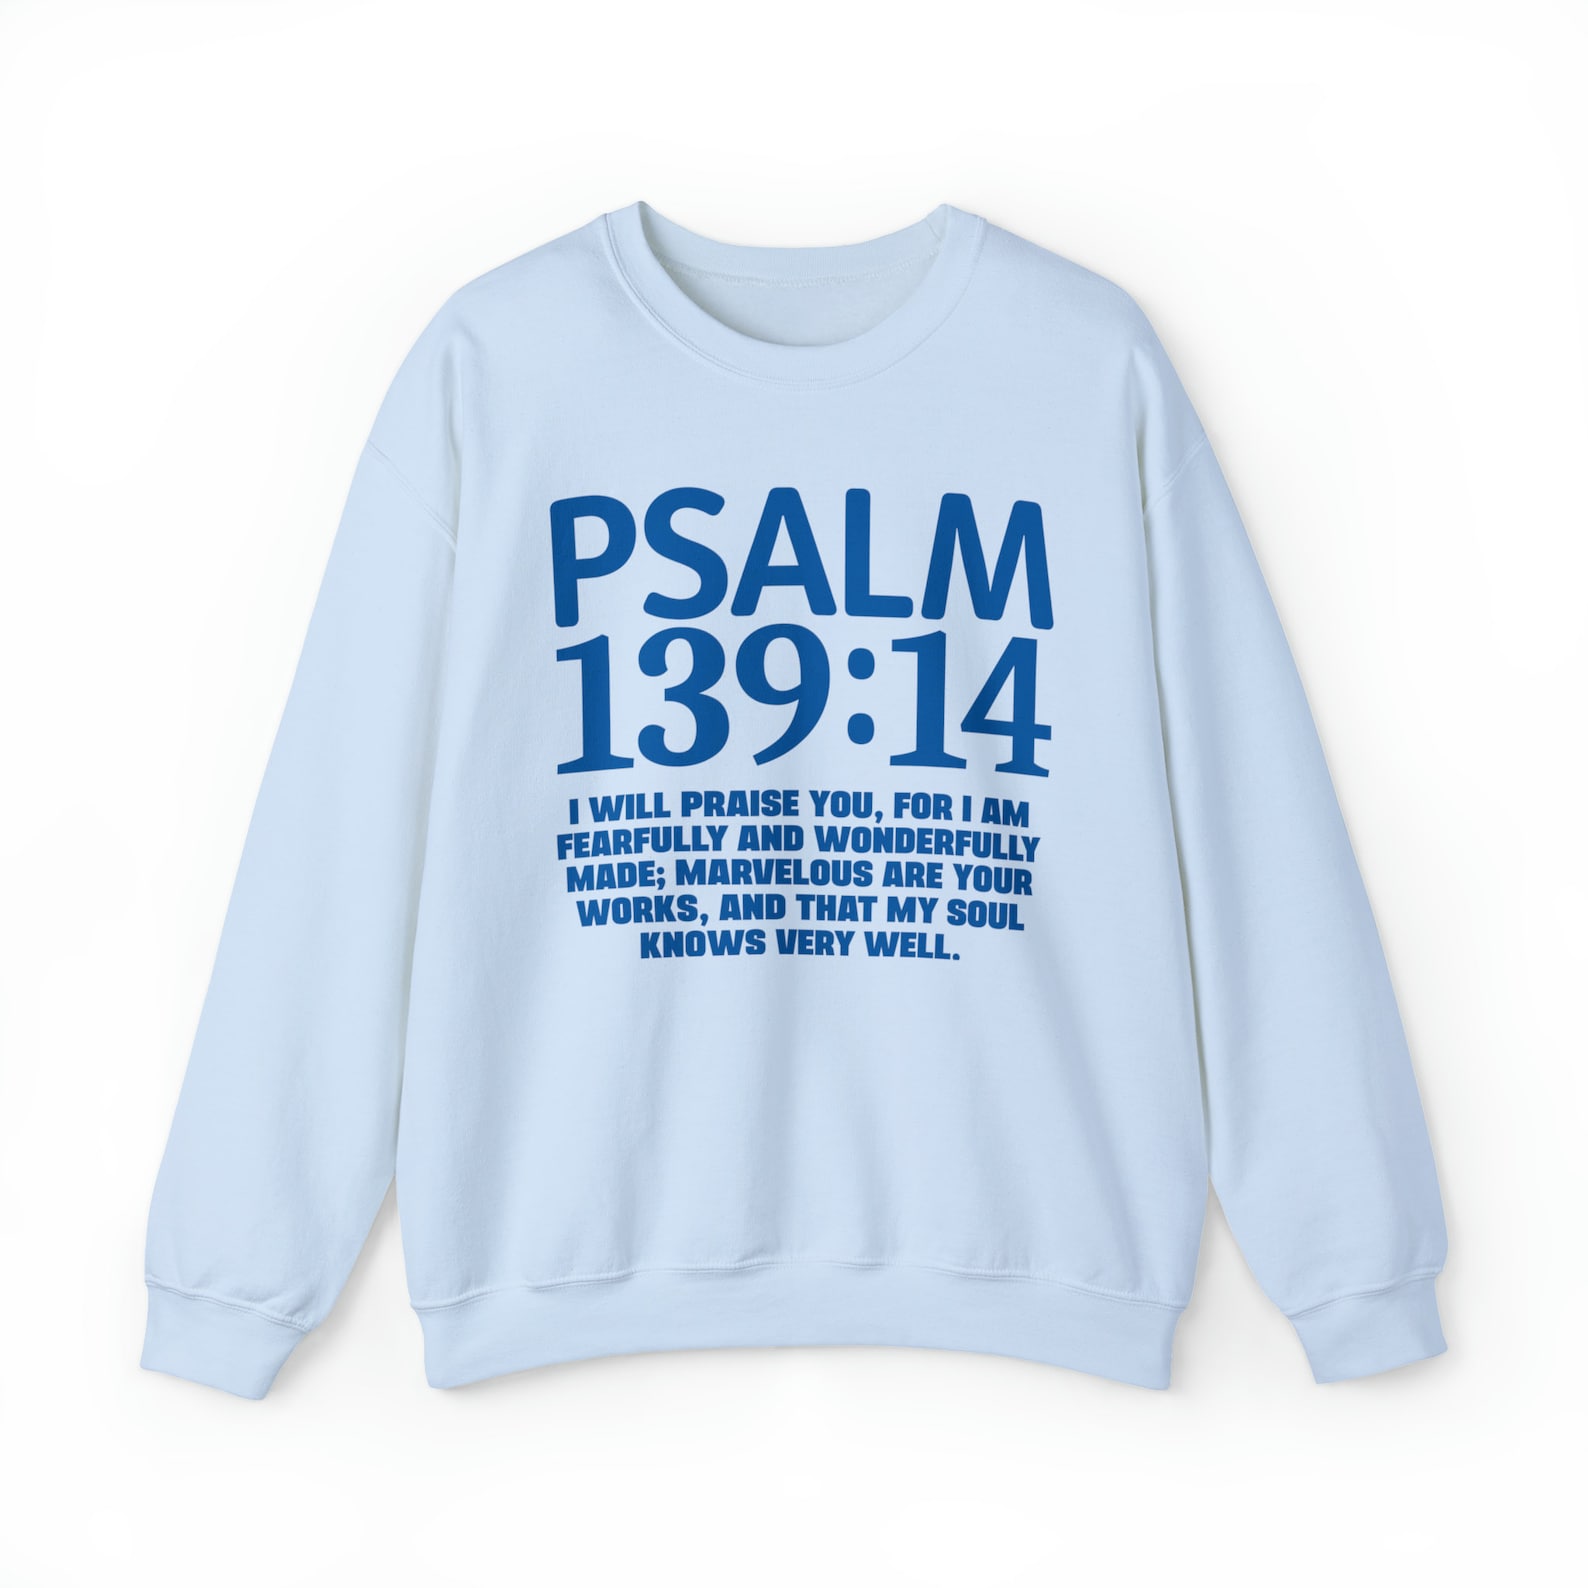 PSALM
139:14
I WILL PRAISE YOU, FOR I AM
FEARFULLY AND WONDERFULLY
MADE; MARVELOUS ARE YOUR
WORKS, AND THAT MY SOUL
KNOWS VERY WELL.